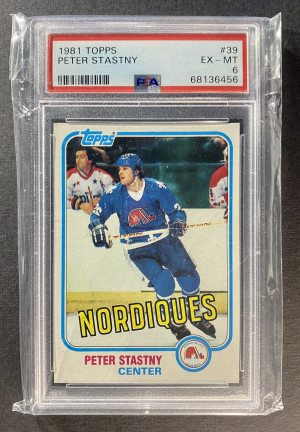 1981 TOPPS #39
PETER STASTNY EX-MT
PSA 6
68136456
Topps
NORDIQUES
PETER STASTNY
CENTER